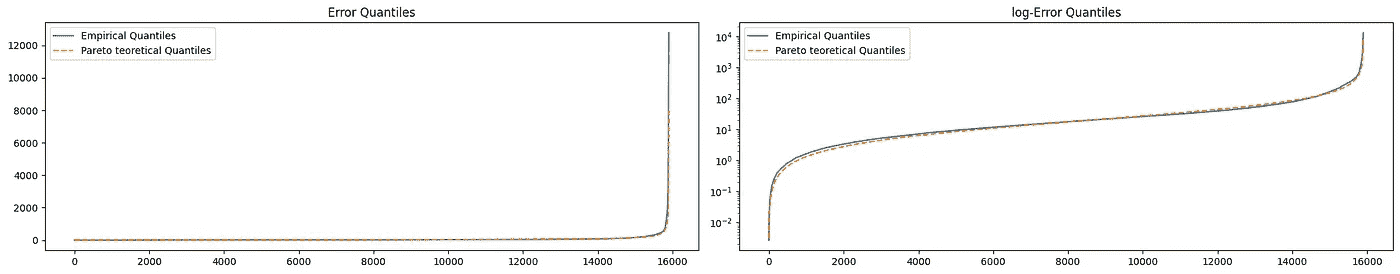 Error Quantiles
Empirical Quantiles
Pareto teoretical Quantiles
12000
10000
8000
6000
4000
2000
0
0 2000 4000 6000 8000 10000 12000 14000 16000
log-Error Quantiles
Empirical Quantiles
Pareto teoretical Quantiles
10⁴
10³
10²
10¹
10⁰
10⁻¹
10⁻²
0 2000 4000 6000 8000 10000 12000 14000 16000